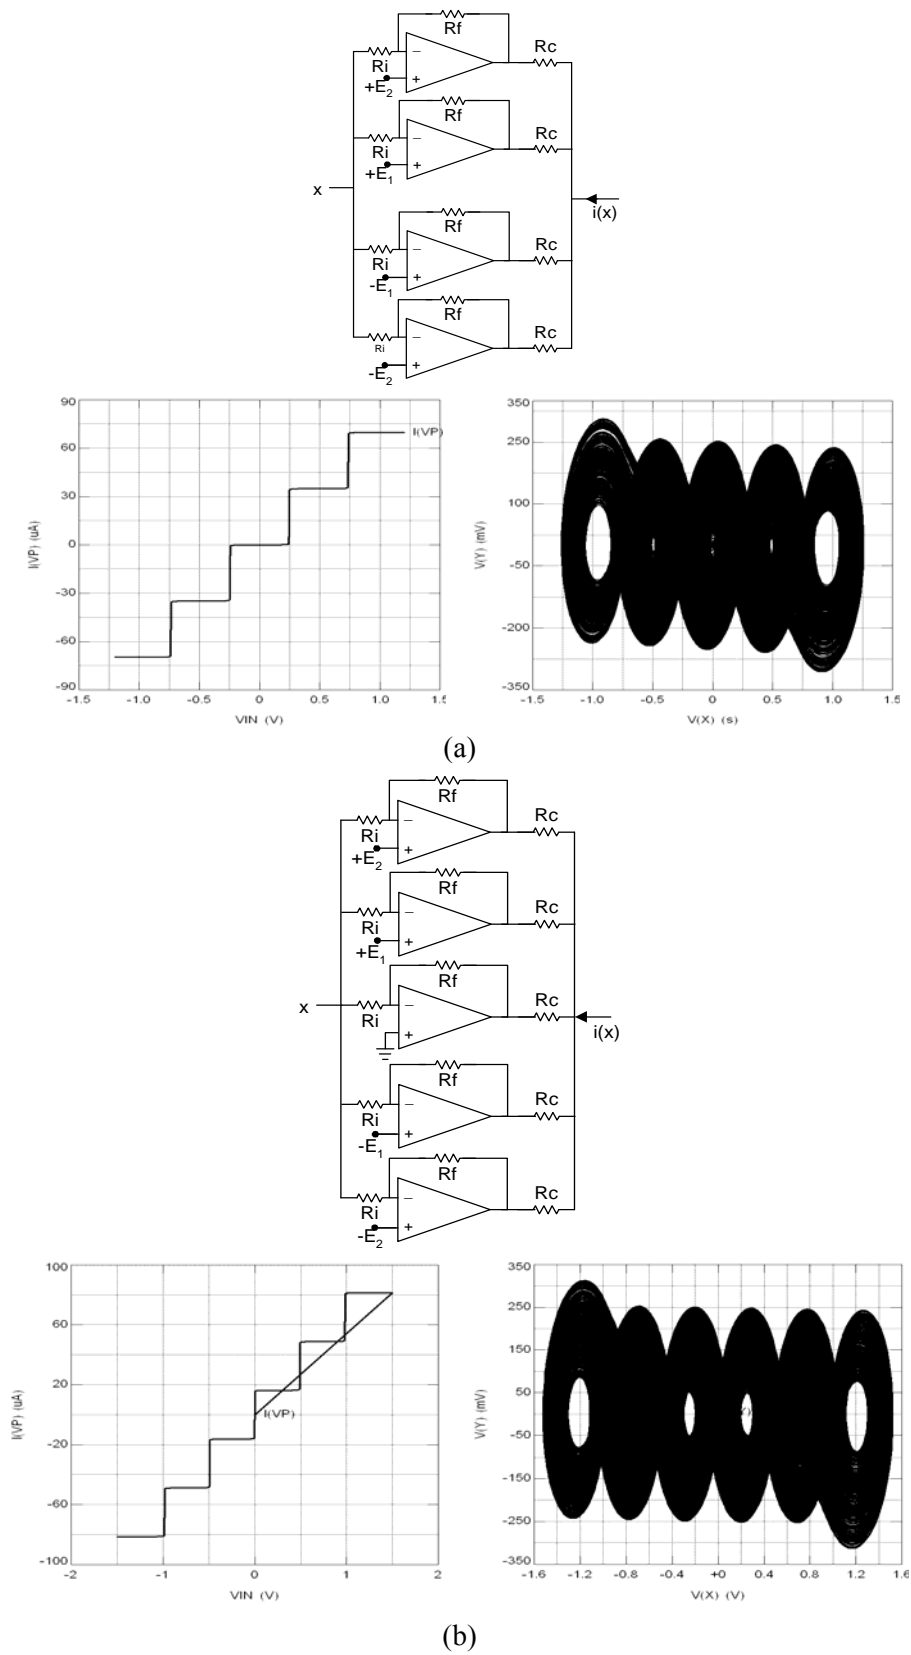 Rf
Rc
Ri
+E2
Rf
Rc
Ri
+E1
x
i(x)
Rf
Rc
Ri
-E1
Rf
Rc
Ri
-E2
90
60
30
0
-30
-60
-90
I(VP) (uA)
I(VP)
-1.5 -1.0 -0.5 0 0.5 1.0 1.5
VIN (V)
350
250
100
-50
-200
-350
V(Y) (mV)
-1.5 -1.0 -0.5 0 0.5 1.0 1.5
V(X) (s)
(a)
Rf
Rc
Ri
+E2
Rf
Rc
Ri
+E1
Rf
Rc
x
Ri
i(x)
Rf
Rc
Ri
-E1
Rf
Rc
Ri
-E2
100
60
20
-20
-60
-100
I(VP) (uA)
I(VP)
-2 -1 0 1 2
VIN (V)
350
250
150
50
-50
-150
-250
-350
V(Y) (mV)
-1.6 -1.2 -0.8 -0.4 +0 0.4 0.8 1.2 1.6
V(X) (V)
(b)